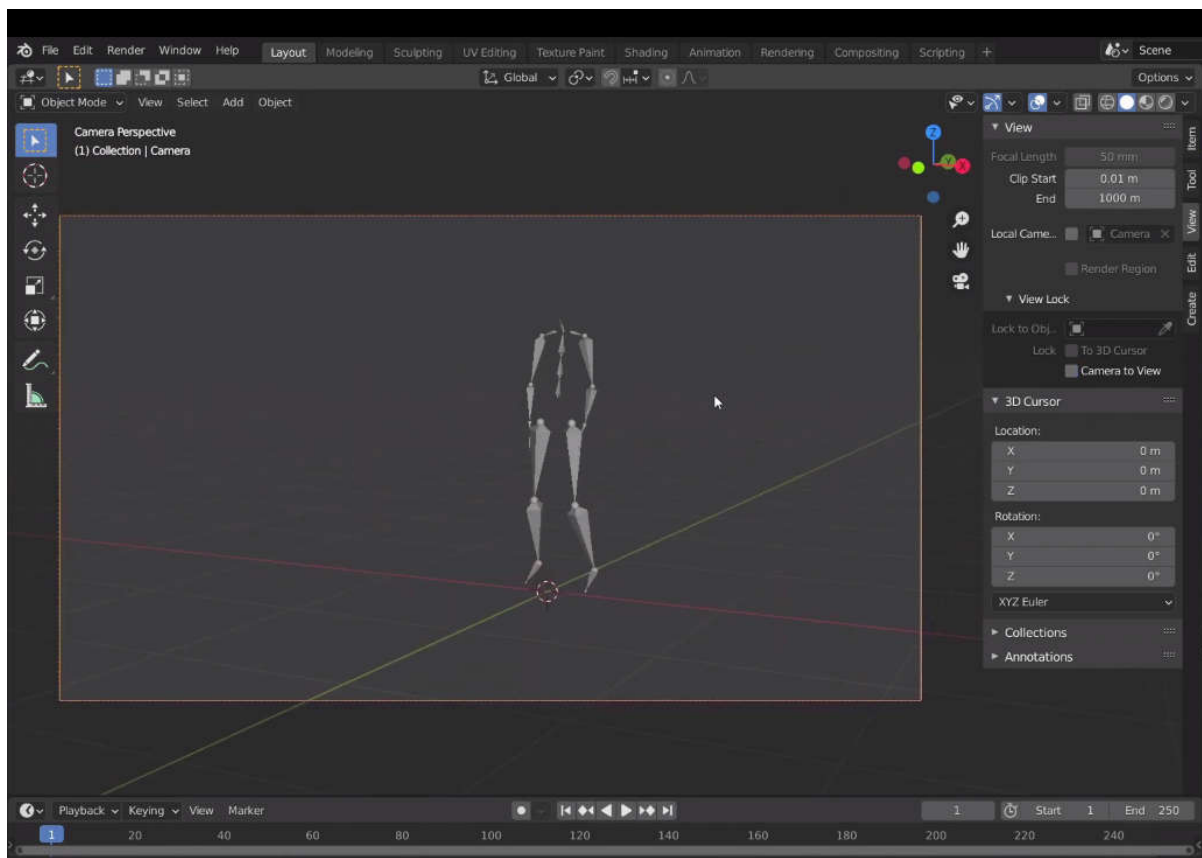 File Edit Render Window Help Layout Modeling Sculpting UV Editing Texture Paint Shading Animation Rendering Compositing Scripting + Scene
Global Options
Object Mode View Select Add Object
Camera Perspective
(1) Collection | Camera
Z
Y
X
View
Focal Length 50 mm
Clip Start 0.01 m
End 1000 m
Local Came... Camera
Render Region
View Lock
Lock to Obj...
Lock To 3D Cursor
Camera to View
3D Cursor
Location:
X 0 m
Y 0 m
Z 0 m
Rotation:
X 0°
Y 0°
Z 0°
XYZ Euler
Collections
Annotations
Item
Tool
View
Edit
Create
Playback Keying View Marker 1 Start 1 End 250
1 20 40 60 80 100 120 140 160 180 200 220 240